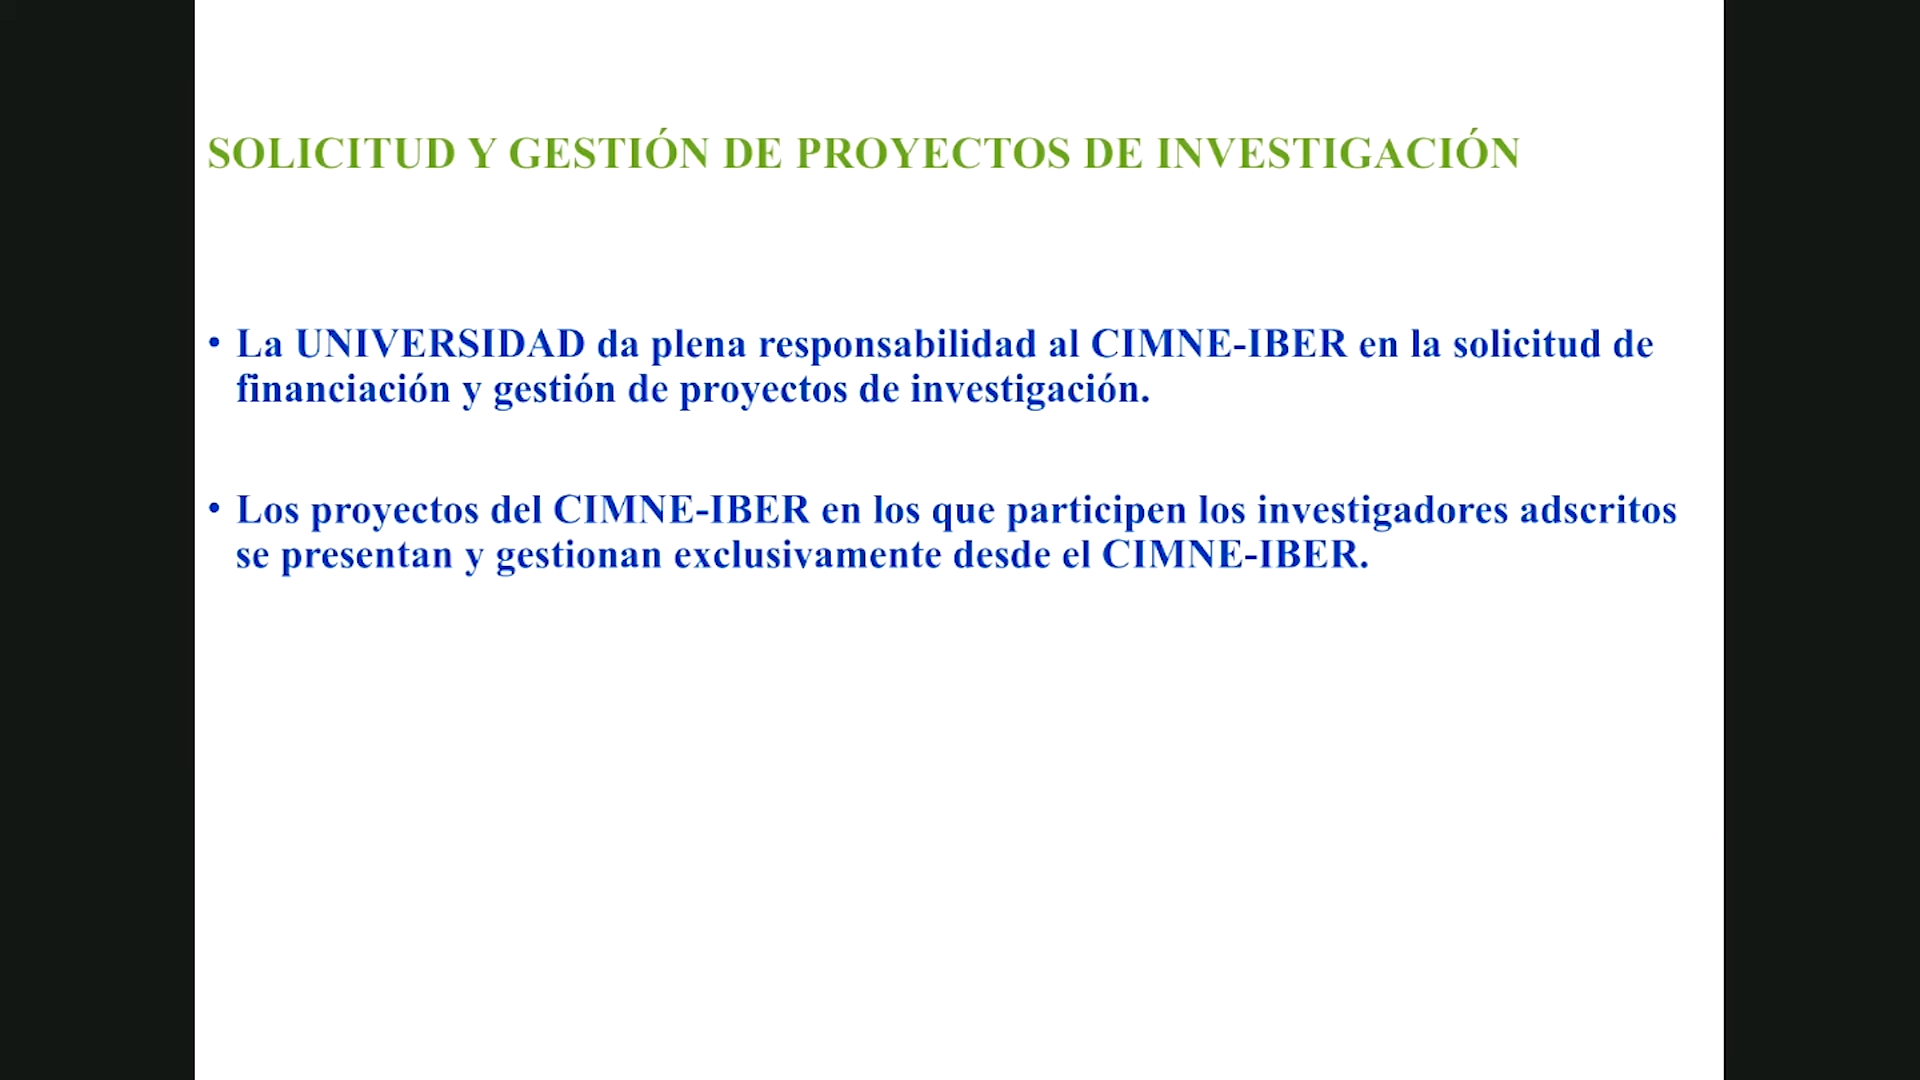 SOLICITUD Y GESTIÓN DE PROYECTOS DE INVESTIGACIÓN
• La UNIVERSIDAD da plena responsabilidad al CIMNE-IBER en la solicitud de
financiación y gestión de proyectos de investigación.
• Los proyectos del CIMNE-IBER en los que participen los investigadores adscritos
se presentan y gestionan exclusivamente desde el CIMNE-IBER.